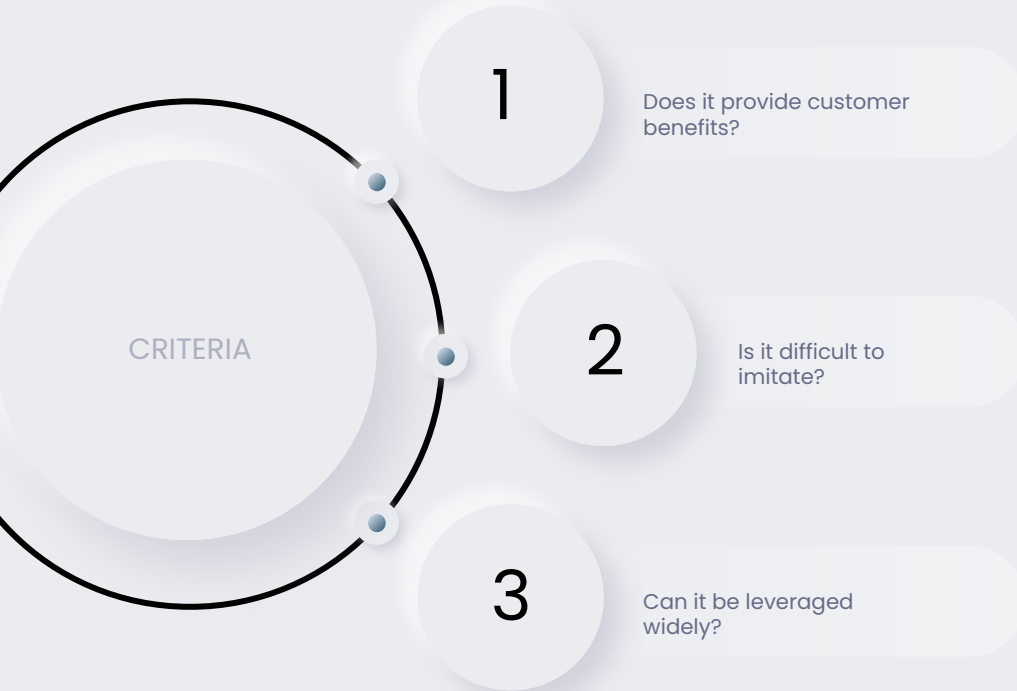 CRITERIA
1
Does it provide customer
benefits?
2
Is it difficult to
imitate?
3
Can it be leveraged
widely?